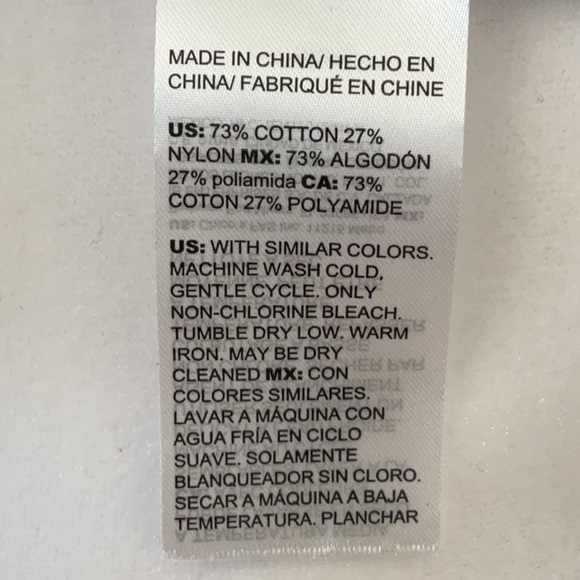 MADE IN CHINA/ HECHO EN
CHINA/ FABRIQUÉ EN CHINE
US: 73% COTTON 27%
NYLON MX: 73% ALGODÓN
27% poliamida CA: 73%
COTON 27% POLYAMIDE
US: WITH SIMILAR COLORS.
MACHINE WASH COLD,
GENTLE CYCLE. ONLY
NON-CHLORINE BLEACH.
TUMBLE DRY LOW. WARM
IRON. MAY BE DRY
CLEANED MX: CON
COLORES SIMILARES.
LAVAR A MÁQUINA CON
AGUA FRÍA EN CICLO
SUAVE. SOLAMENTE
BLANQUEADOR SIN CLORO.
SECAR A MÁQUINA A BAJA
TEMPERATURA. PLANCHAR